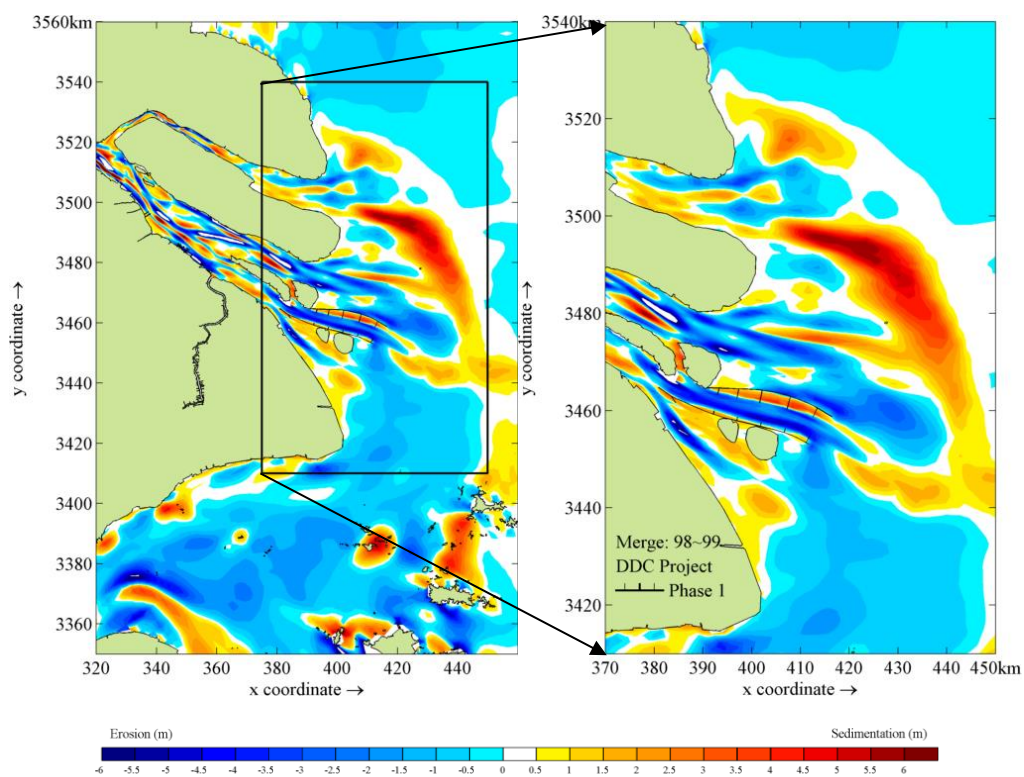 3560km
3540
3520
3500
3480
3460
3440
3420
3400
3380
3360
y coordinate →
320 340 360 380 400 420 440
x coordinate →
3540km
3520
3500
3480
3460
3440
3420
y coordinate →
Merge: 98~99
DDC Project
Phase 1
370 380 390 400 410 420 430 440 450km
x coordinate →
Erosion (m) Sedimentation (m)
-6 -5.5 -5 -4.5 -4 -3.5 -3 -2.5 -2 -1.5 -1 -0.5 0 0.5 1 1.5 2 2.5 3 3.5 4 4.5 5 5.5 6